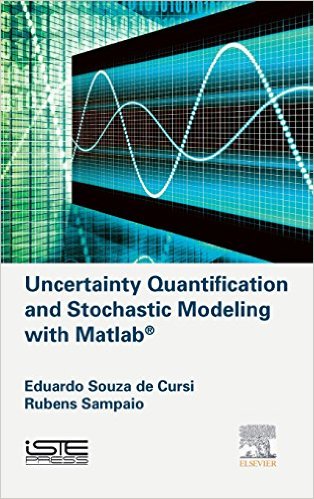 Uncertainty Quantification
and Stochastic Modeling
with Matlab®
Eduardo Souza de Cursi
Rubens Sampaio
iSTE
PRESS
ELSEVIER